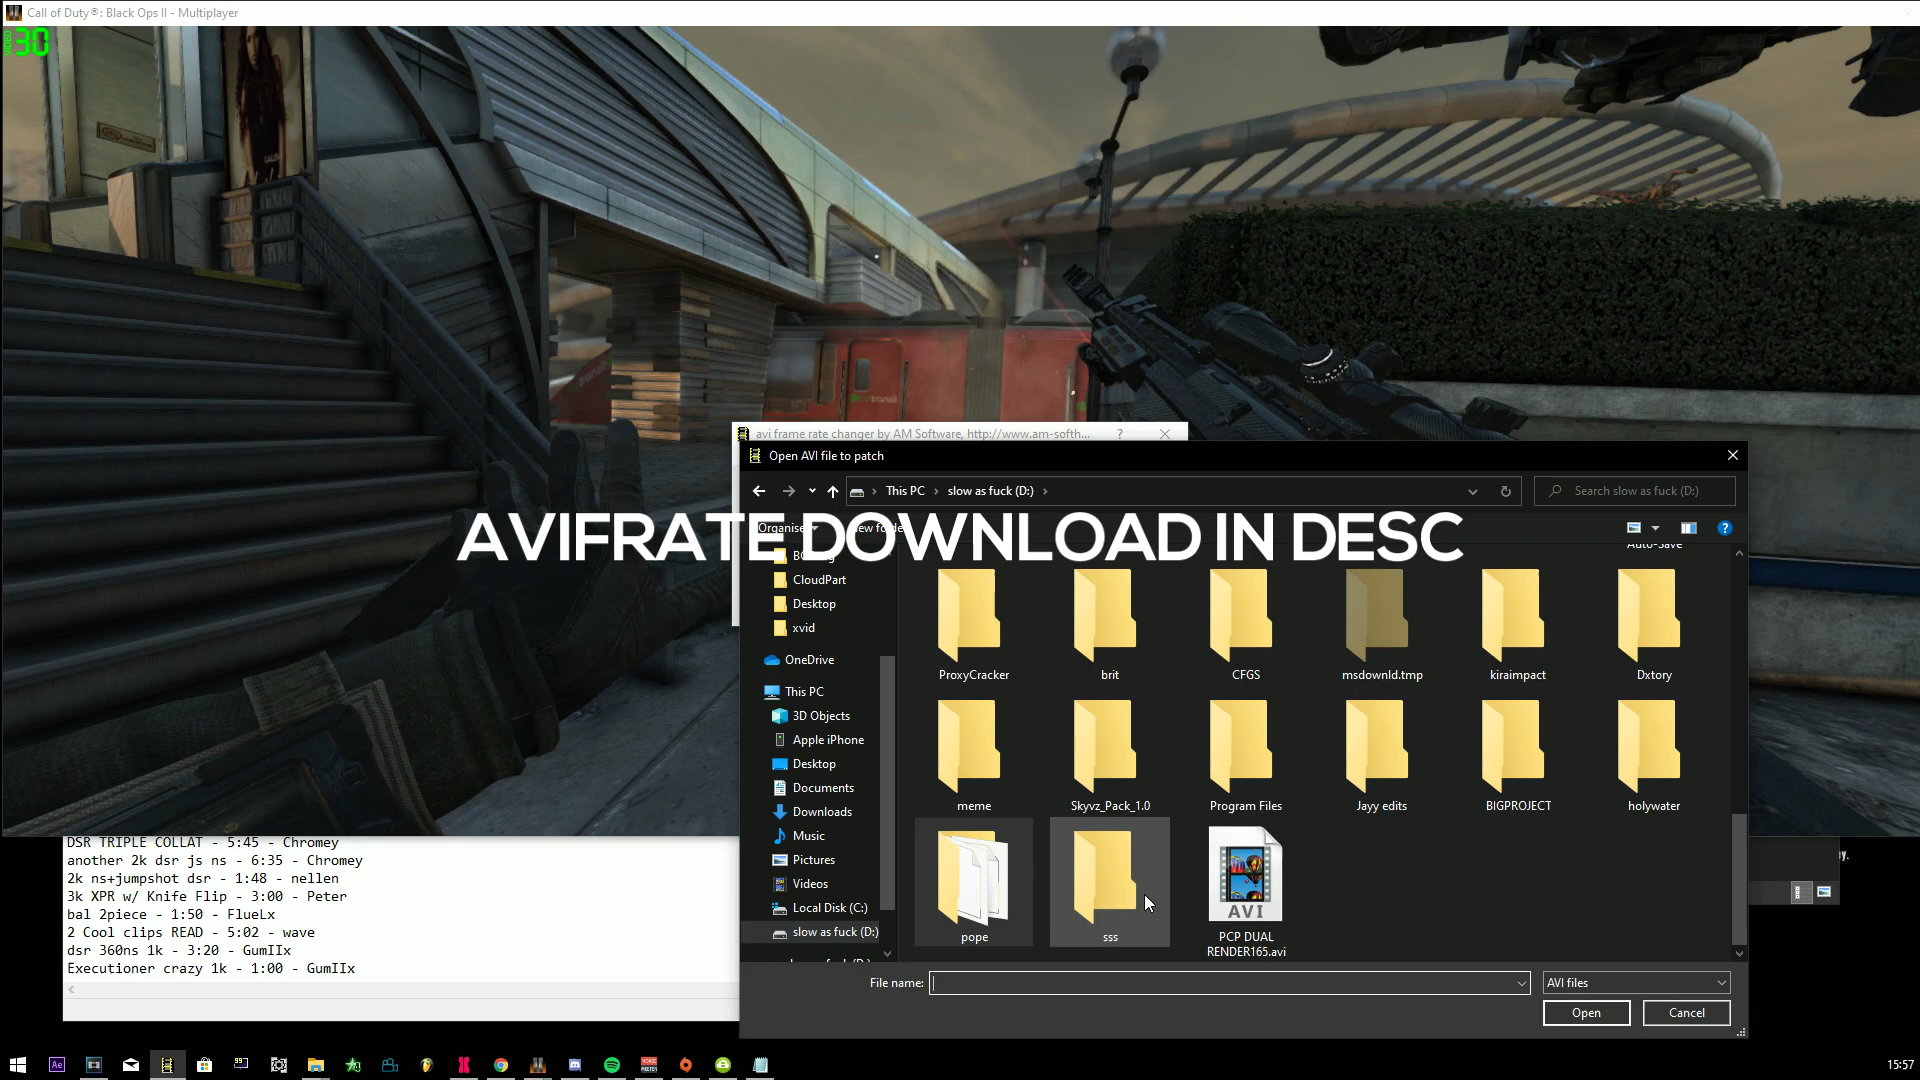 Call of Duty®: Black Ops II - Multiplayer
30
avi frame rate changer by AM Software, http://www.am-softh...
?
Open AVI file to patch
This PC
slow as fuck (D:)
Search slow as fuck (D:)
Organise
AVIFRATE DOWNLOAD IN DESC
Auto-Save
CloudPart
Desktop
xvid
OneDrive
This PC
3D Objects
Apple iPhone
Desktop
Documents
Downloads
Music
Pictures
Videos
Local Disk (C:)
slow as fuck (D:)
ProxyCracker
brit
CFGS
msdownld.tmp
kiraimpact
Dxtory
meme
Skyvz_Pack_1.0
Program Files
Jayy edits
BIGPROJECT
holywater
pope
sss
AVI
PCP DUAL
RENDER165.avi
File name:
AVI files
Open
Cancel
DSR TRIPLE COLLAT - 5:45 - Chromey
another 2k dsr js ns - 6:35 - Chromey
2k ns+jumpshot dsr - 1:48 - nellen
3k XPR w/ Knife Flip - 3:00 - Peter
bal 2piece - 1:50 - FlueLx
2 Cool clips READ - 5:02 - wave
dsr 360ns 1k - 3:20 - GumIIx
Executioner crazy 1k - 1:00 - GumIIx
Ae
15:57